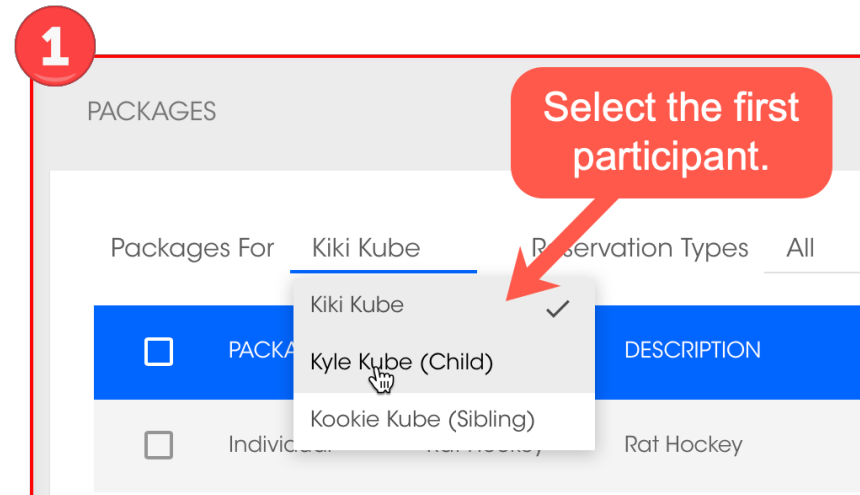 1
PACKAGES
Select the first
participant.
Packages For Kiki Kube Reservation Types All
Kiki Kube
Kyle Kube (Child)
Kookie Kube (Sibling)
DESCRIPTION
Rat Hockey